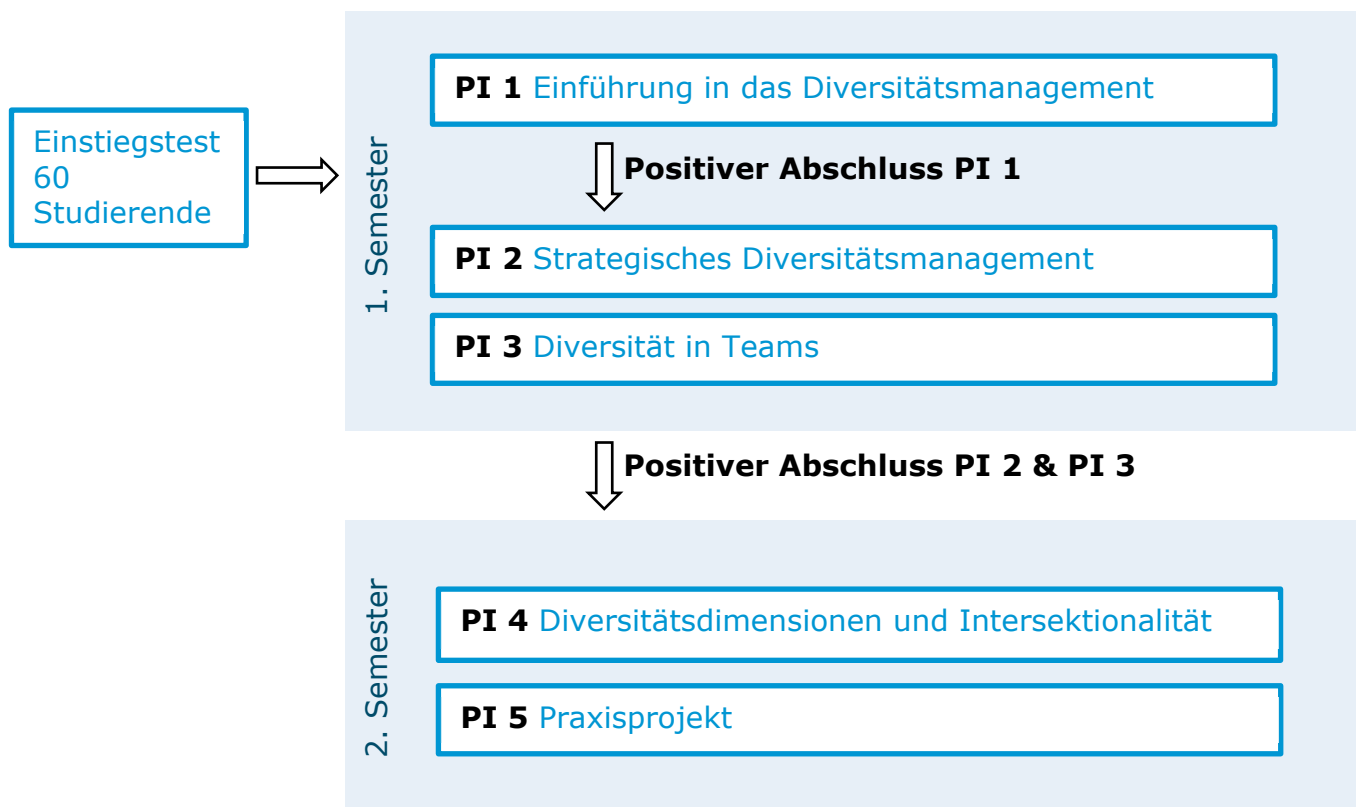 Einstiegstest
60
Studierende
1. Semester
PI 1 Einführung in das Diversitätsmanagement
Positiver Abschluss PI 1
PI 2 Strategisches Diversitätsmanagement
PI 3 Diversität in Teams
Positiver Abschluss PI 2 & PI 3
2. Semester
PI 4 Diversitätsdimensionen und Intersektionalität
PI 5 Praxisprojekt